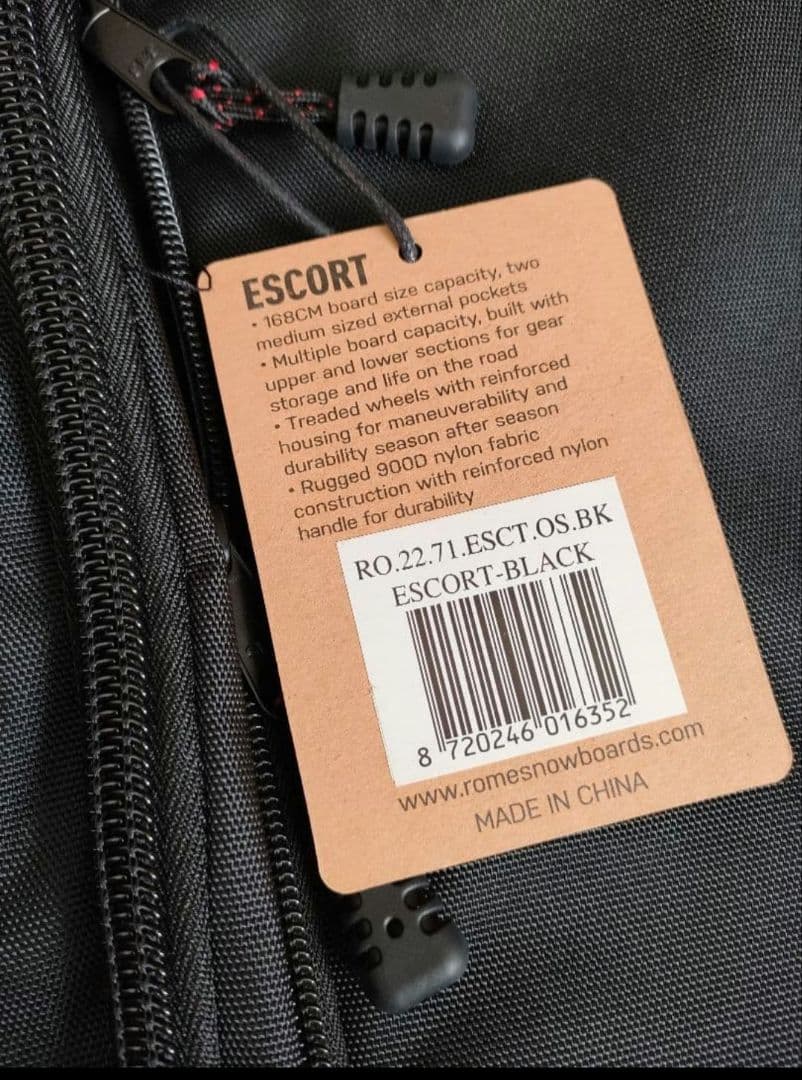 ESCORT
• 168CM board size capacity, two
medium sized external pockets
• Multiple board capacity, built with
upper and lower sections for gear
storage and life on the road
• Treaded wheels with reinforced
housing for maneuverability and
durability season after season
• Rugged 900D nylon fabric
construction with reinforced nylon
handle for durability
RO.22.71.ESCT.OS.BK
ESCORT-BLACK
8 720246 016352
www.romesnowboards.com
MADE IN CHINA